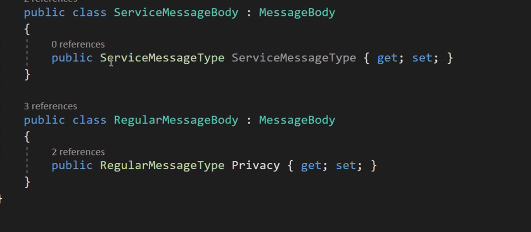 public class ServiceMessageBody : MessageBody
{
0 references
public ServiceMessageType ServiceMessageType { get; set; }
}
3 references
public class RegularMessageBody : MessageBody
{
2 references
public RegularMessageType Privacy { get; set; }
}
}